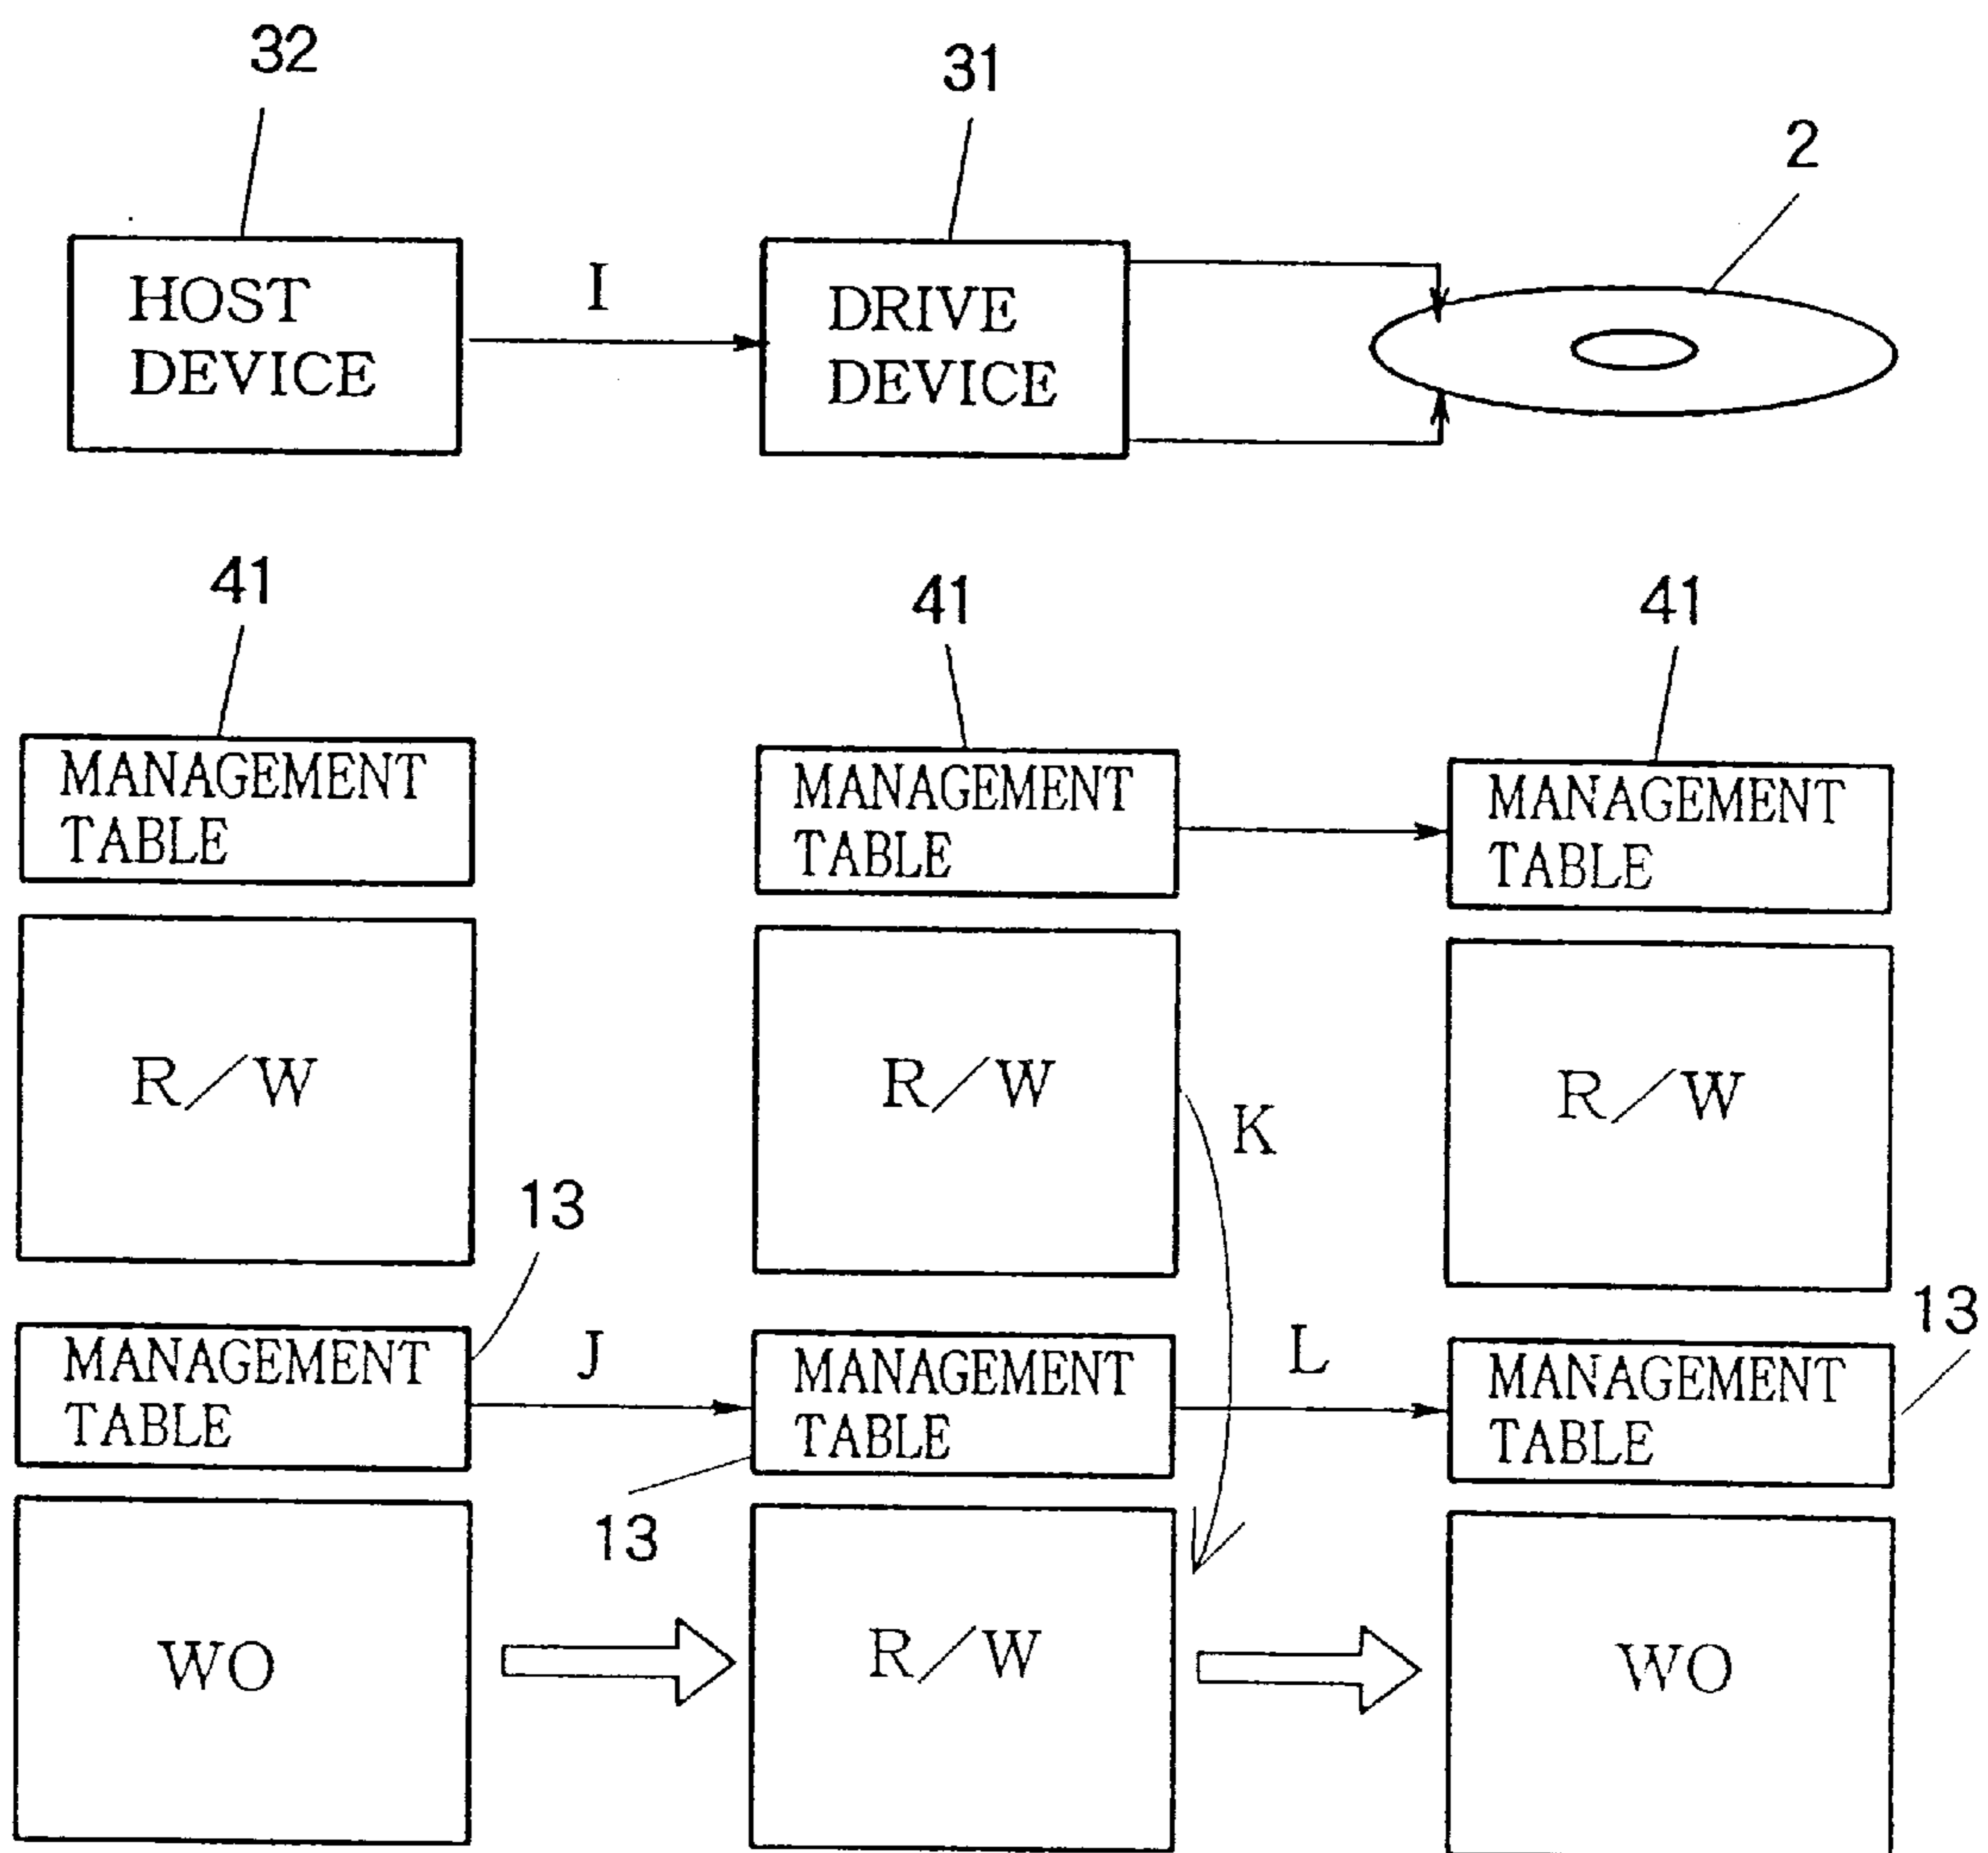 32
31
2
HOST
DEVICE
I
DRIVE
DEVICE
41
41
41
MANAGEMENT
TABLE
MANAGEMENT
TABLE
MANAGEMENT
TABLE
R/W
R/W
K
R/W
13
13
MANAGEMENT
TABLE
J
MANAGEMENT
TABLE
L
MANAGEMENT
TABLE
13
WO
R/W
WO